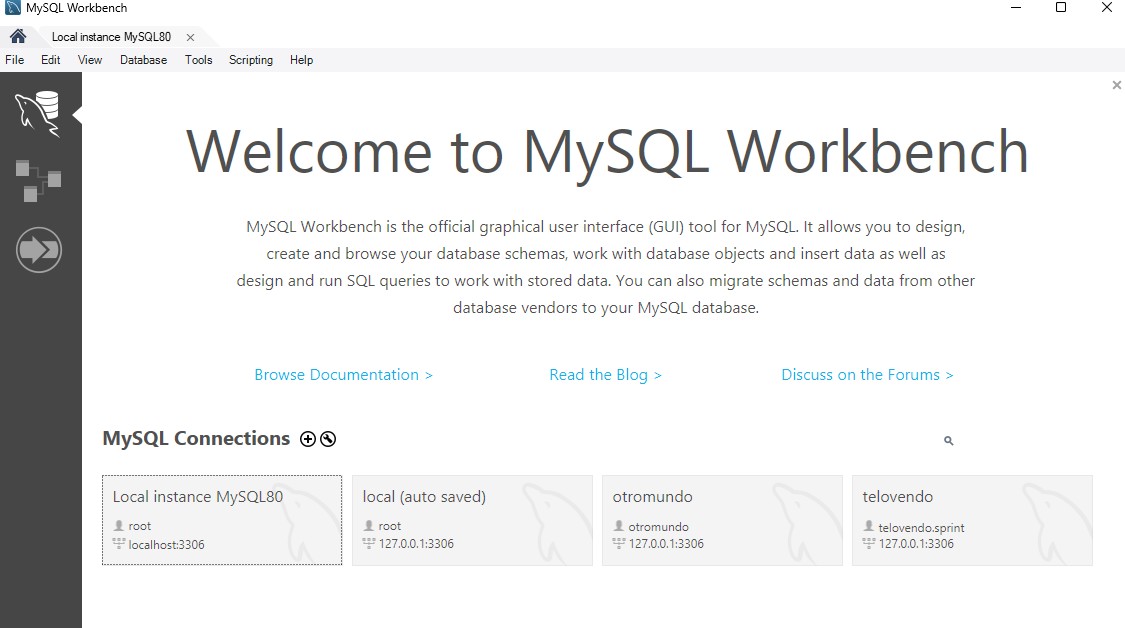 MySQL Workbench
Local instance MySQL80
File Edit View Database Tools Scripting Help
Welcome to MySQL Workbench
MySQL Workbench is the official graphical user interface (GUI) tool for MySQL. It allows you to design,
create and browse your database schemas, work with database objects and insert data as well as
design and run SQL queries to work with stored data. You can also migrate schemas and data from other
database vendors to your MySQL database.
Browse Documentation >
Read the Blog >
Discuss on the Forums >
MySQL Connections
Local instance MySQL80
root
localhost:3306
local (auto saved)
root
127.0.0.1:3306
otromundo
otromundo
127.0.0.1:3306
telovendo
telovendo.sprint
127.0.0.1:3306